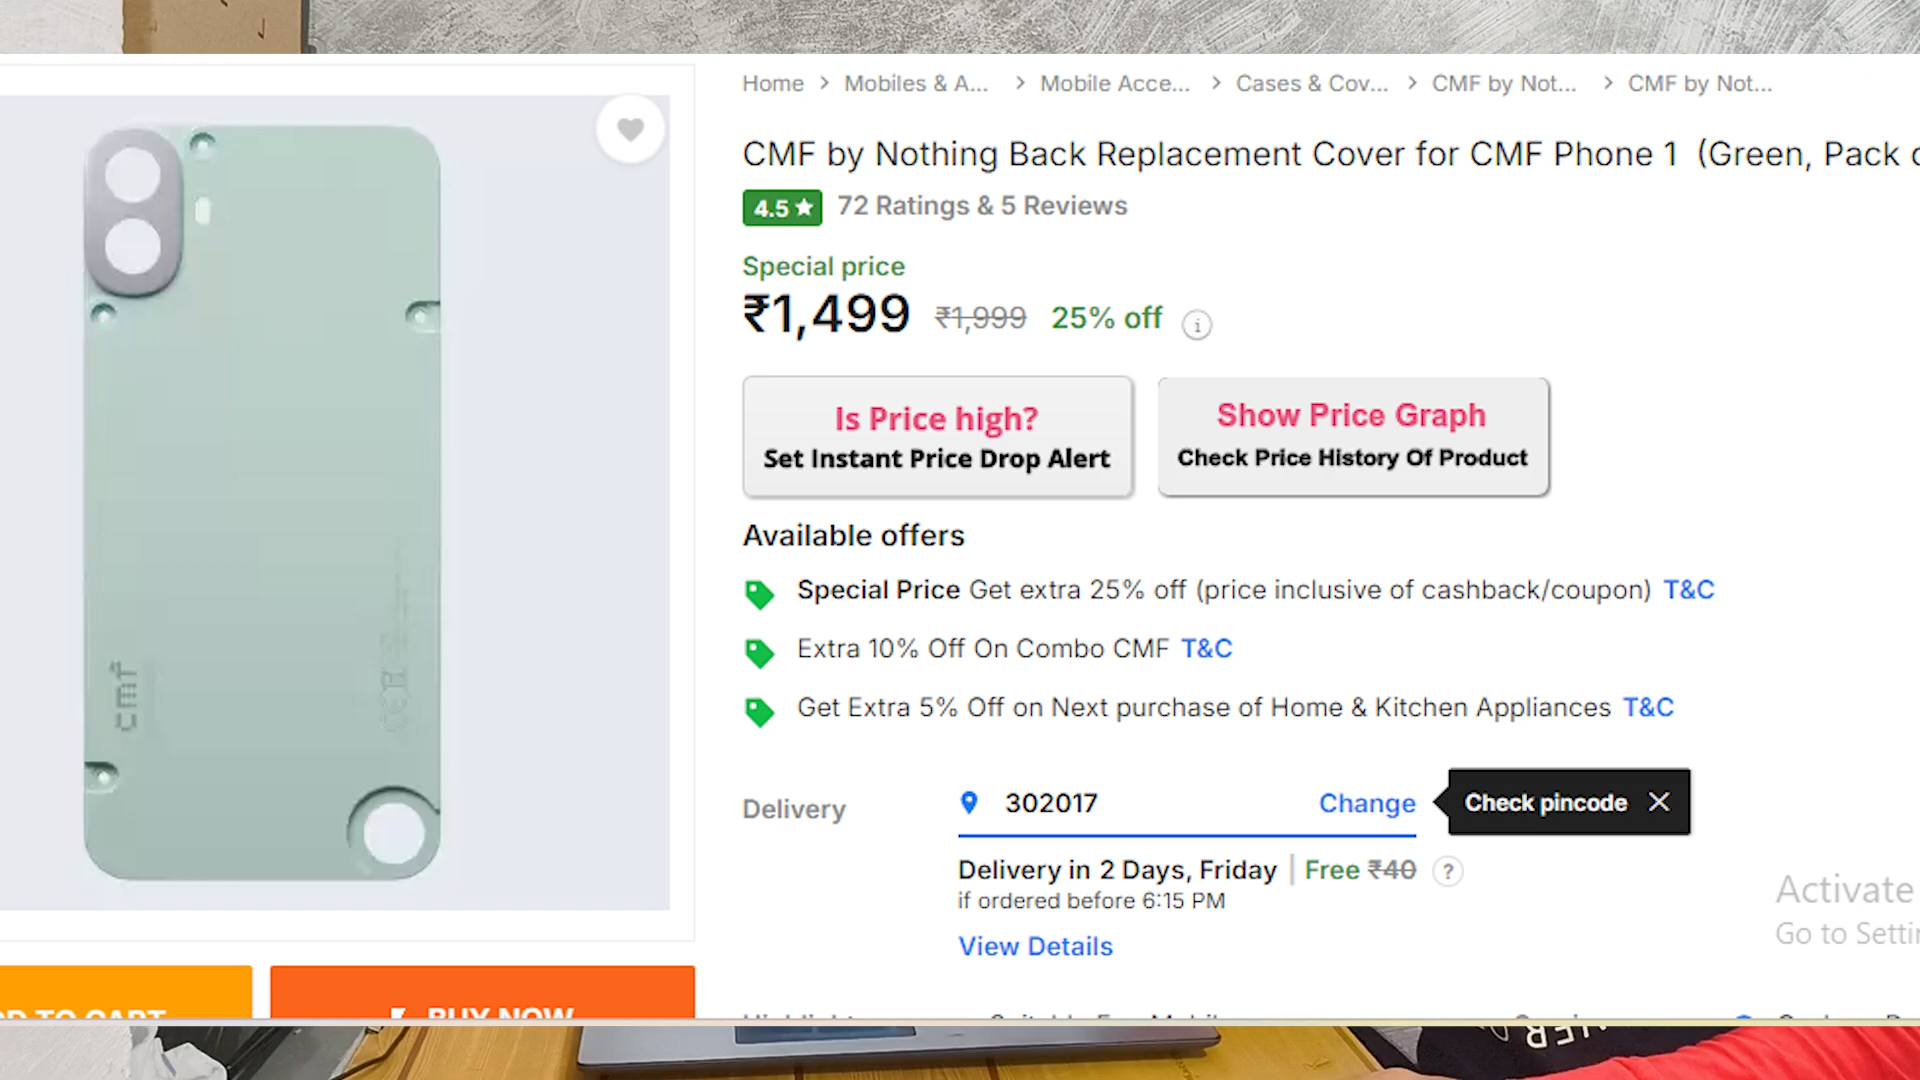 Home > Mobiles & A... > Mobile Acce... > Cases & Cov... > CMF by Not... > CMF by Not...
CMF by Nothing Back Replacement Cover for CMF Phone 1 (Green, Pack
4.5★ 72 Ratings & 5 Reviews
Special price
₹1,499 ₹1,999 25% off i
Is Price high?
Set Instant Price Drop Alert
Show Price Graph
Check Price History Of Product
Available offers
Special Price Get extra 25% off (price inclusive of cashback/coupon) T&C
Extra 10% Off On Combo CMF T&C
Get Extra 5% Off on Next purchase of Home & Kitchen Appliances T&C
Delivery 302017 Change Check pincode ×
Delivery in 2 Days, Friday | Free ₹40 ?
if ordered before 6:15 PM
View Details
cmf
Activate
Go to Settin
BUY NOW
TO CART